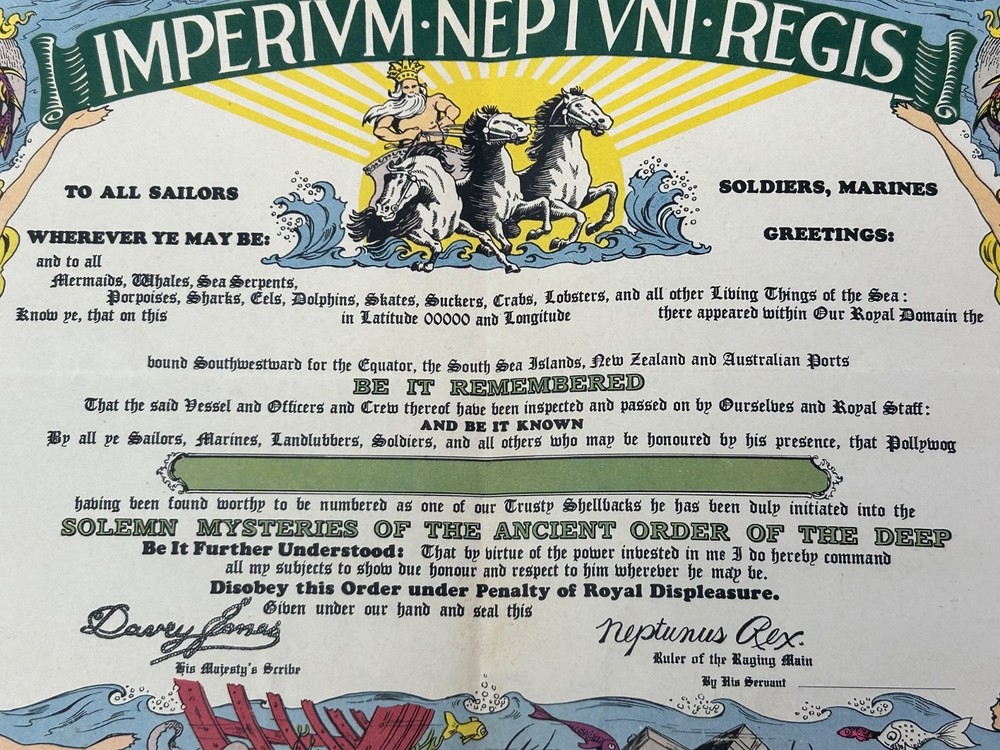 IMPERIVM·NEPTVNI·REGIS
TO ALL SAILORS
SOLDIERS, MARINES
WHEREVER YE MAY BE:
GREETINGS:
and to all
Mermaids, Whales, Sea Serpents,
Porpoises, Sharks, Eels, Dolphins, Skates, Suckers, Crabs, Lobsters, and all other Living Things of the Sea:
Know ye, that on this in Latitude 00000 and Longitude there appeared within Our Royal Domain the
bound Southwestward for the Equator, the South Sea Islands, New Zealand and Australian Ports
BE IT REMEMBERED
That the said Vessel and Officers and Crew thereof have been inspected and passed on by Ourselves and Royal Staff:
AND BE IT KNOWN
By all ye Sailors, Marines, Landlubbers, Soldiers, and all others who may be honoured by his presence, that Pollywog
having been found worthy to be numbered as one of our Trusty Shellbacks he has been duly initiated into the
SOLEMN MYSTERIES OF THE ANCIENT ORDER OF THE DEEP
Be It Further Understood: That by virtue of the power invested in me I do hereby command
all my subjects to show due honour and respect to him wherever he may be.
Disobey this Order under Penalty of Royal Displeasure.
Given under our hand and seal this
Davey Jones
Neptunus Rex.
His Majesty's Scribe
Ruler of the Raging Main
By His Servant